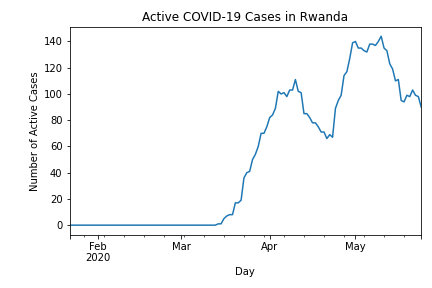 Active COVID-19 Cases in Rwanda
Number of Active Cases
140
120
100
80
60
40
20
0
Feb
2020
Mar
Apr
May
Day